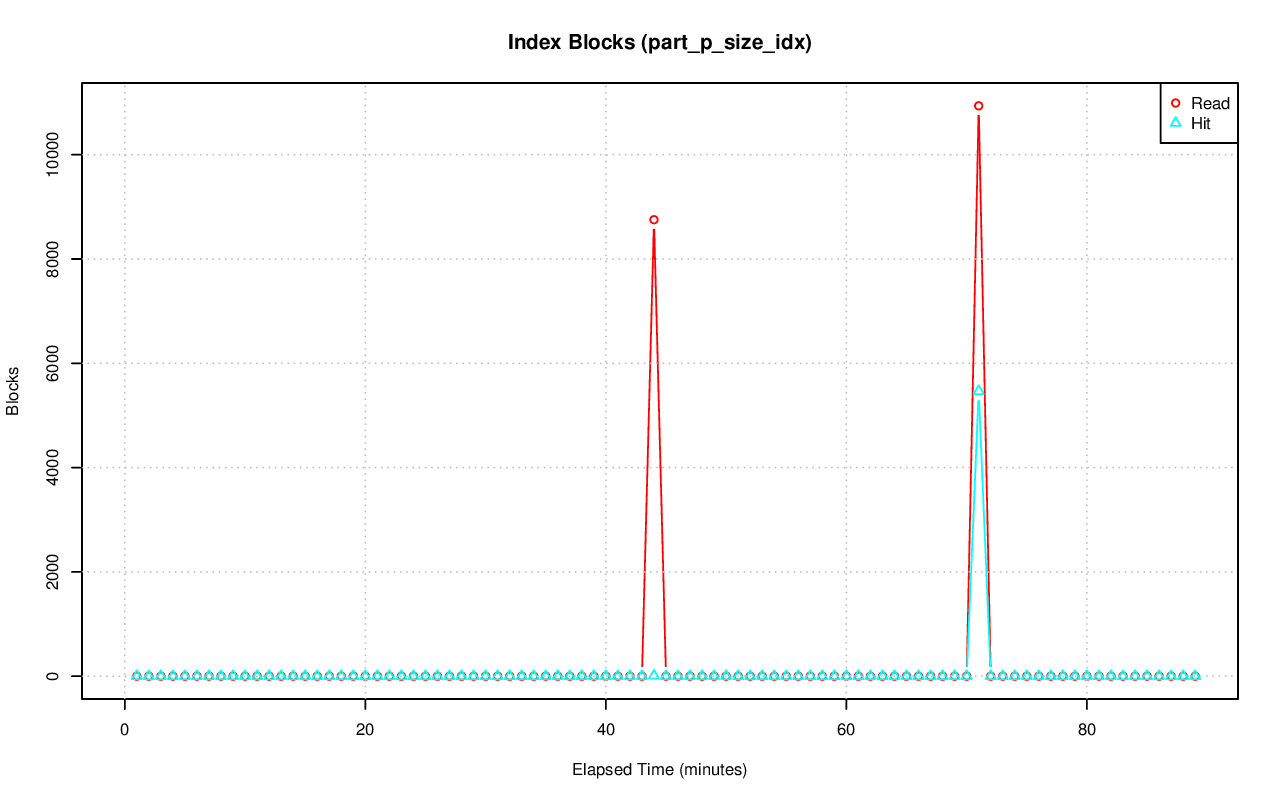 Index Blocks (part_p_size_idx)
Read
Hit
Blocks
10000
8000
6000
4000
2000
0
0 20 40 60 80
Elapsed Time (minutes)